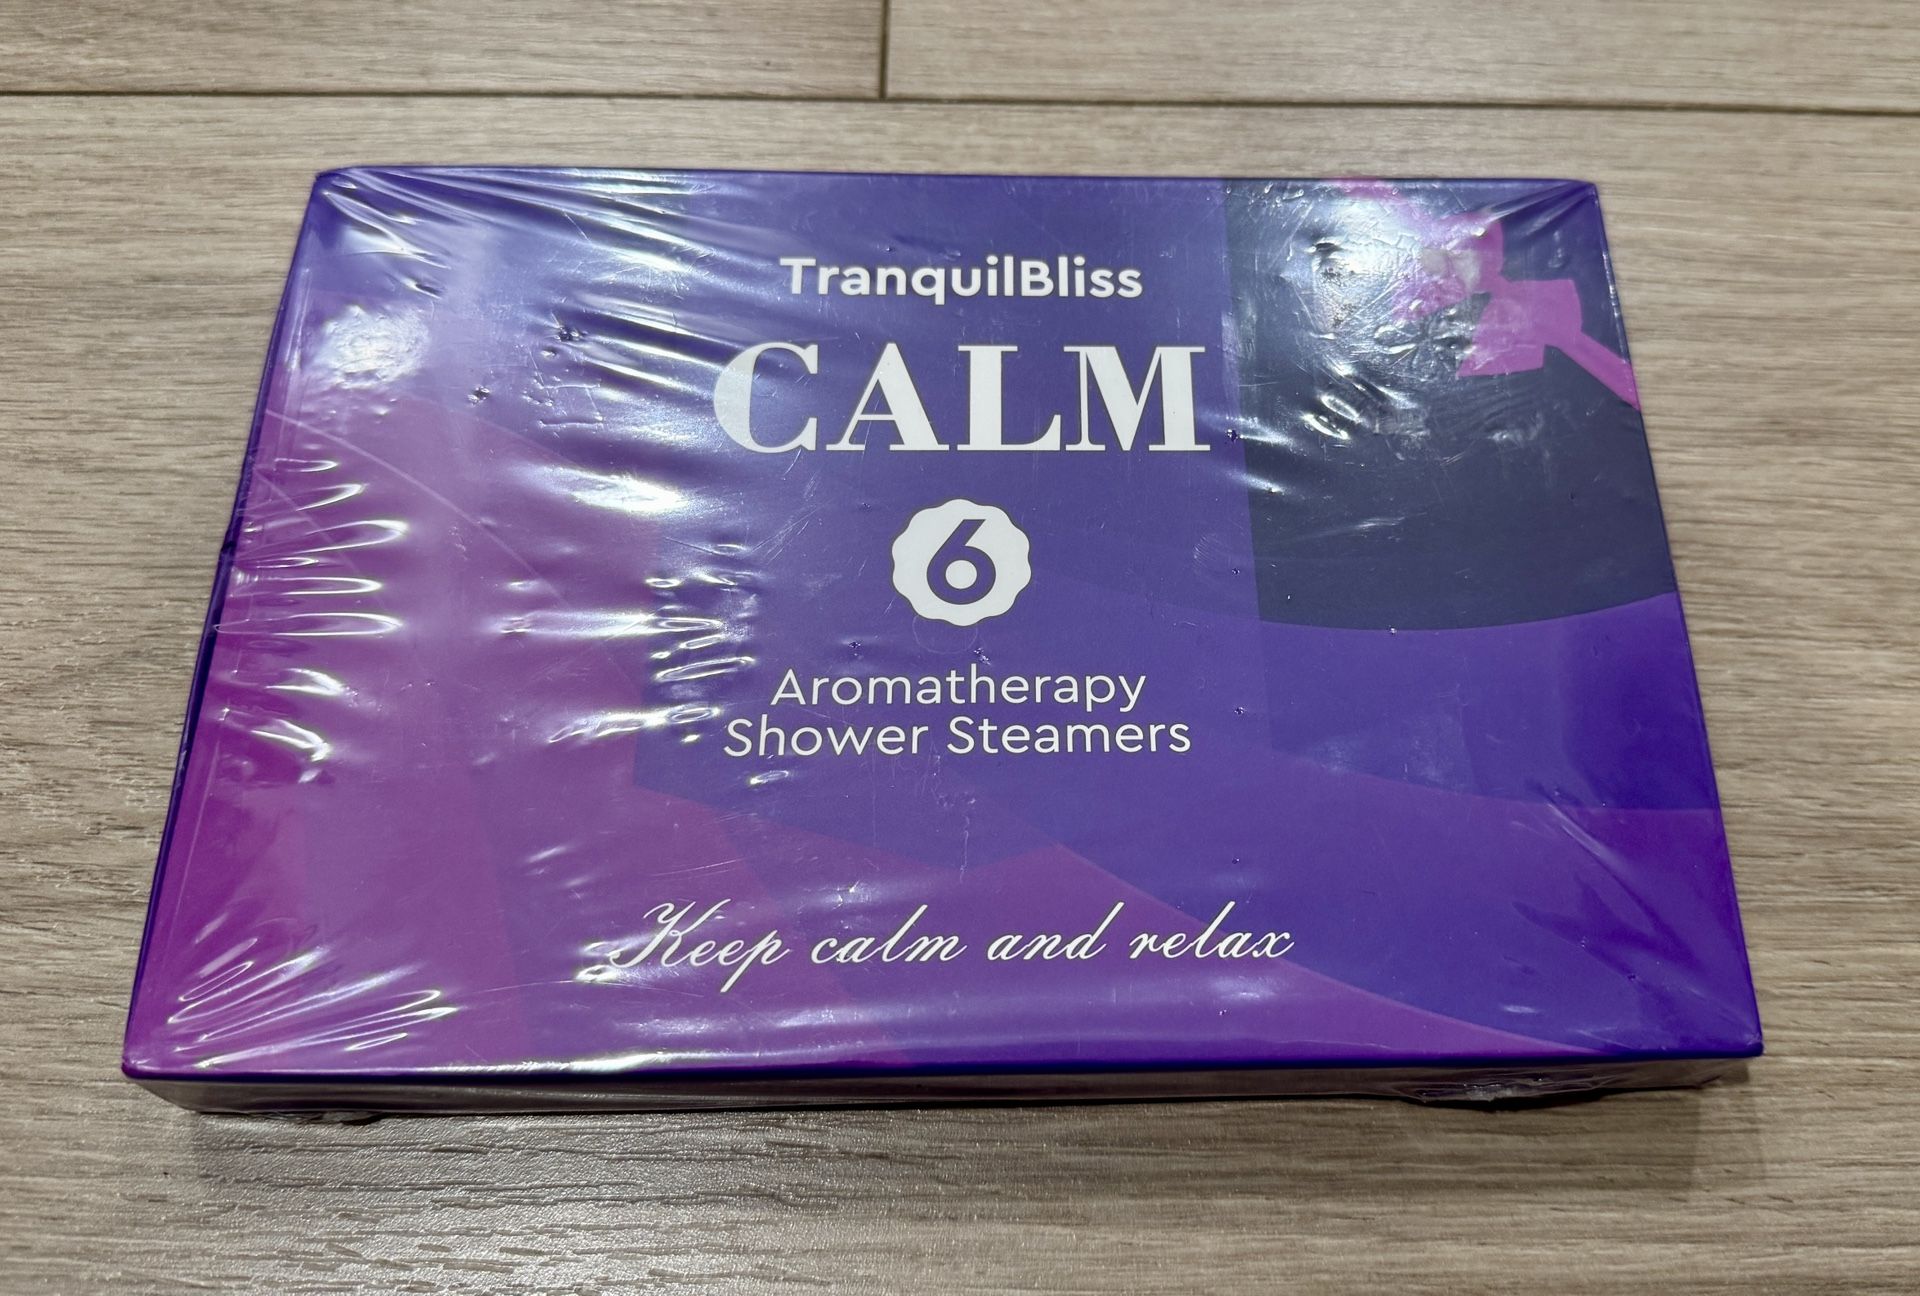 TranquilBliss
CALM
6
Aromatherapy
Shower Steamers
Keep calm and relax